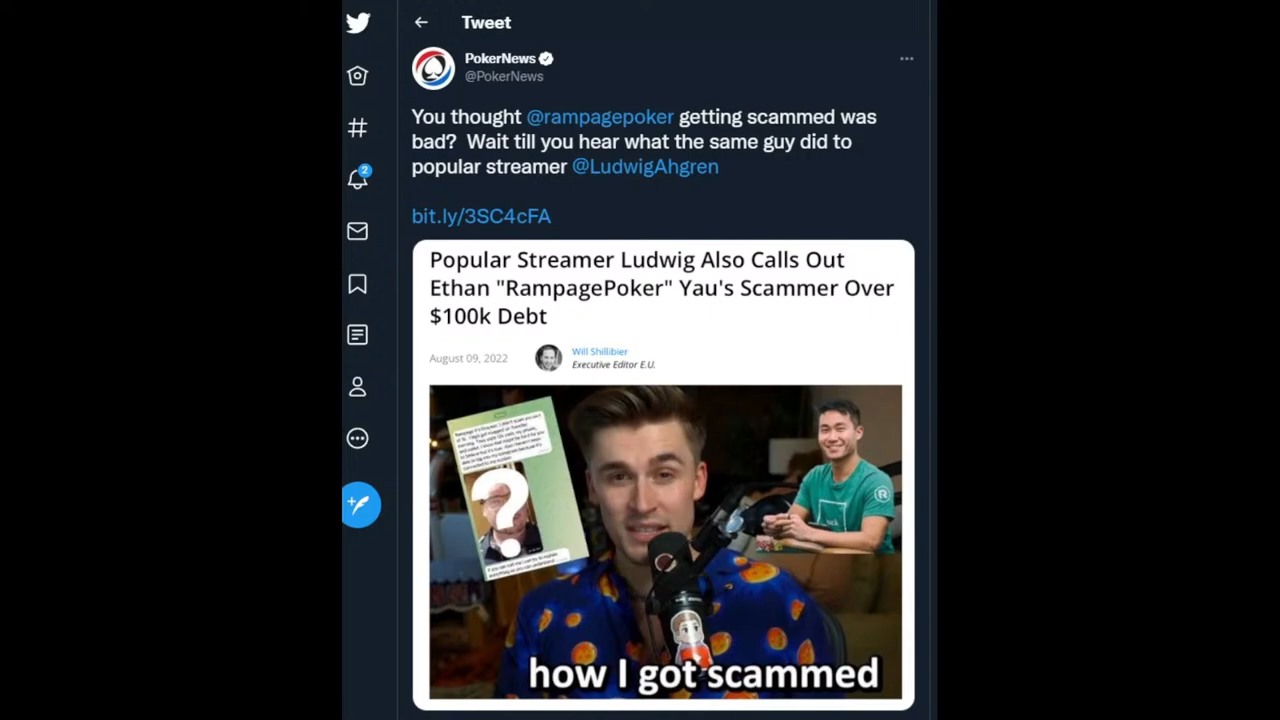 Tweet
PokerNews
@PokerNews
You thought @rampagepoker getting scammed was
bad?  Wait till you hear what the same guy did to
popular streamer @LudwigAhgren
bit.ly/3SC4cFA
Popular Streamer Ludwig Also Calls Out
Ethan "RampagePoker" Yau's Scammer Over
$100k Debt
August 09, 2022
Will Shillibier
Executive Editor E.U.
2
?
R
how I got scammed